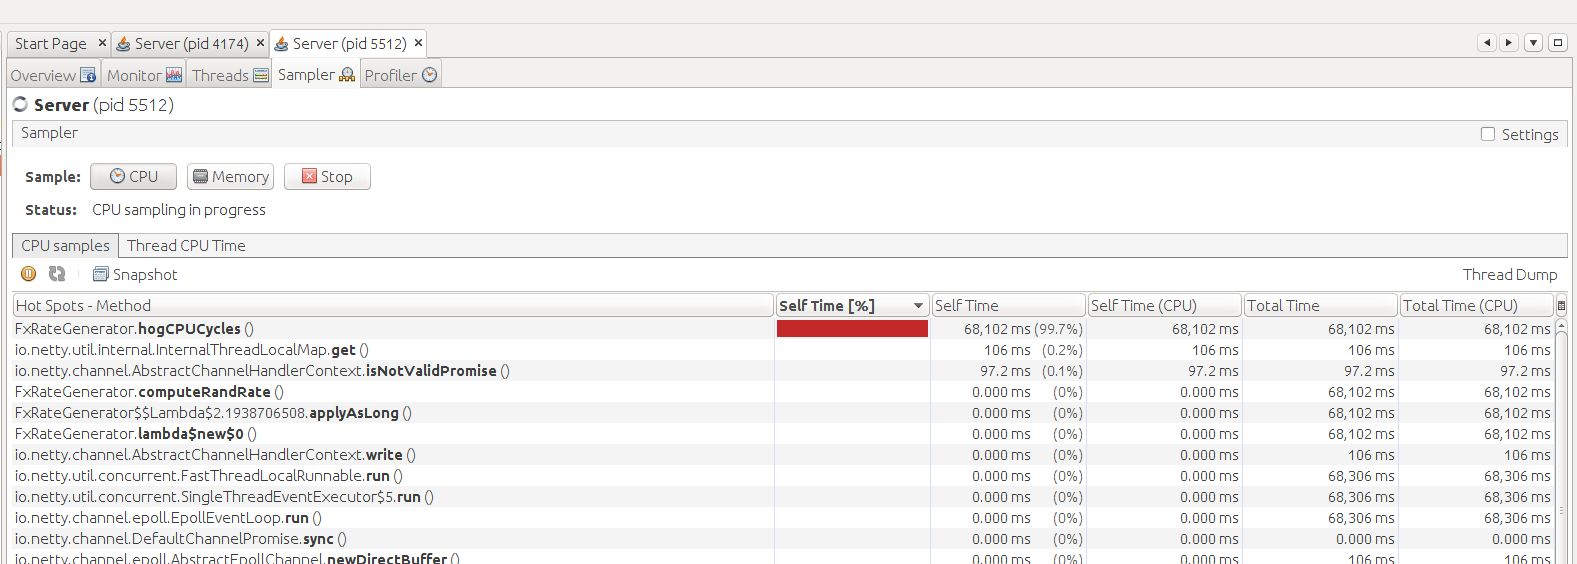 Start Page × Server (pid 4174) × Server (pid 5512) ×
Overview Monitor Threads Sampler Profiler
Server (pid 5512)
Sampler Settings
Sample: CPU Memory Stop
Status: CPU sampling in progress
CPU samples Thread CPU Time
Snapshot Thread Dump
Hot Spots - Method Self Time [%] Self Time Self Time (CPU) Total Time Total Time (CPU)
FxRateGenerator.hogCPUCycles () 68,102 ms (99.7%) 68,102 ms 68,102 ms 68,102 ms
io.netty.util.internal.InternalThreadLocalMap.get () 106 ms (0.2%) 106 ms 106 ms 106 ms
io.netty.channel.AbstractChannelHandlerContext.isNotValidPromise () 97.2 ms (0.1%) 97.2 ms 97.2 ms 97.2 ms
FxRateGenerator.computeRandRate () 0.000 ms (0%) 0.000 ms 68,102 ms 68,102 ms
FxRateGenerator$$Lambda$2.1938706508.applyAsLong () 0.000 ms (0%) 0.000 ms 68,102 ms 68,102 ms
FxRateGenerator.lambda$new$0 () 0.000 ms (0%) 0.000 ms 68,102 ms 68,102 ms
io.netty.channel.AbstractChannelHandlerContext.write () 0.000 ms (0%) 0.000 ms 106 ms 106 ms
io.netty.util.concurrent.FastThreadLocalRunnable.run () 0.000 ms (0%) 0.000 ms 68,306 ms 68,306 ms
io.netty.util.concurrent.SingleThreadEventExecutor$5.run () 0.000 ms (0%) 0.000 ms 68,306 ms 68,306 ms
io.netty.channel.epoll.EpollEventLoop.run () 0.000 ms (0%) 0.000 ms 68,306 ms 68,306 ms
io.netty.channel.DefaultChannelPromise.sync () 0.000 ms (0%) 0.000 ms 0.000 ms 0.000 ms
io.netty.channel.epoll.AbstractEpollChannel.newDirectBuffer () 0.000 ms (0%) 0.000 ms 106 ms 106 ms